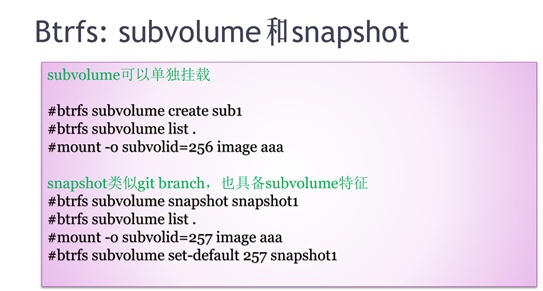 Btrfs: subvolume和snapshot
subvolume可以单独挂载
#btrfs subvolume create sub1
#btrfs subvolume list .
#mount -o subvolid=256 image aaa
snapshot类似git branch，也具备subvolume特征
#btrfs subvolume snapshot snapshot1
#btrfs subvolume list .
#mount -o subvolid=257 image aaa
#btrfs subvolume set-default 257 snapshot1